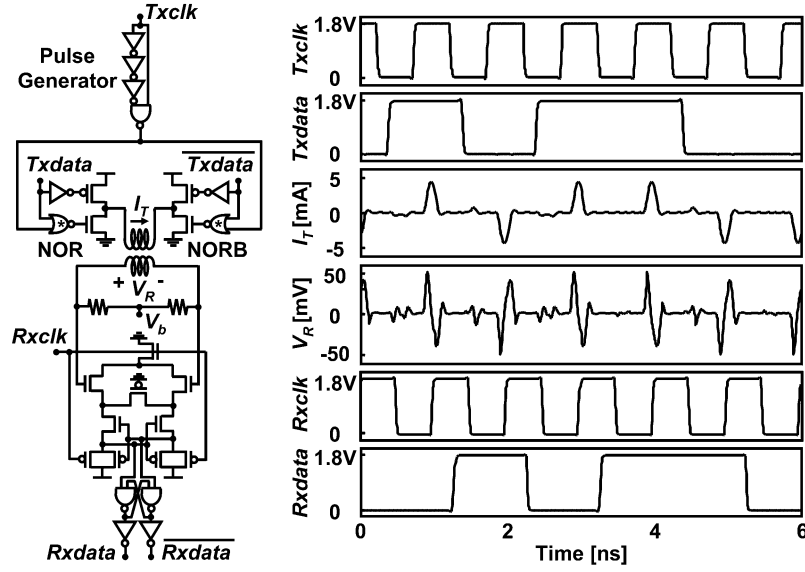 Txclk
Pulse
Generator
Txdata
Txdata
I_T
*
*
NOR
NORB
+ V_R -
V_b
Rxclk
Rxdata
Rxdata
Txclk
1.8V
0
Txdata
1.8V
0
I_T [mA]
5
0
-5
V_R [mV]
50
0
-50
Rxclk
1.8V
0
Rxdata
1.8V
0
0 2 4 6
Time [ns]